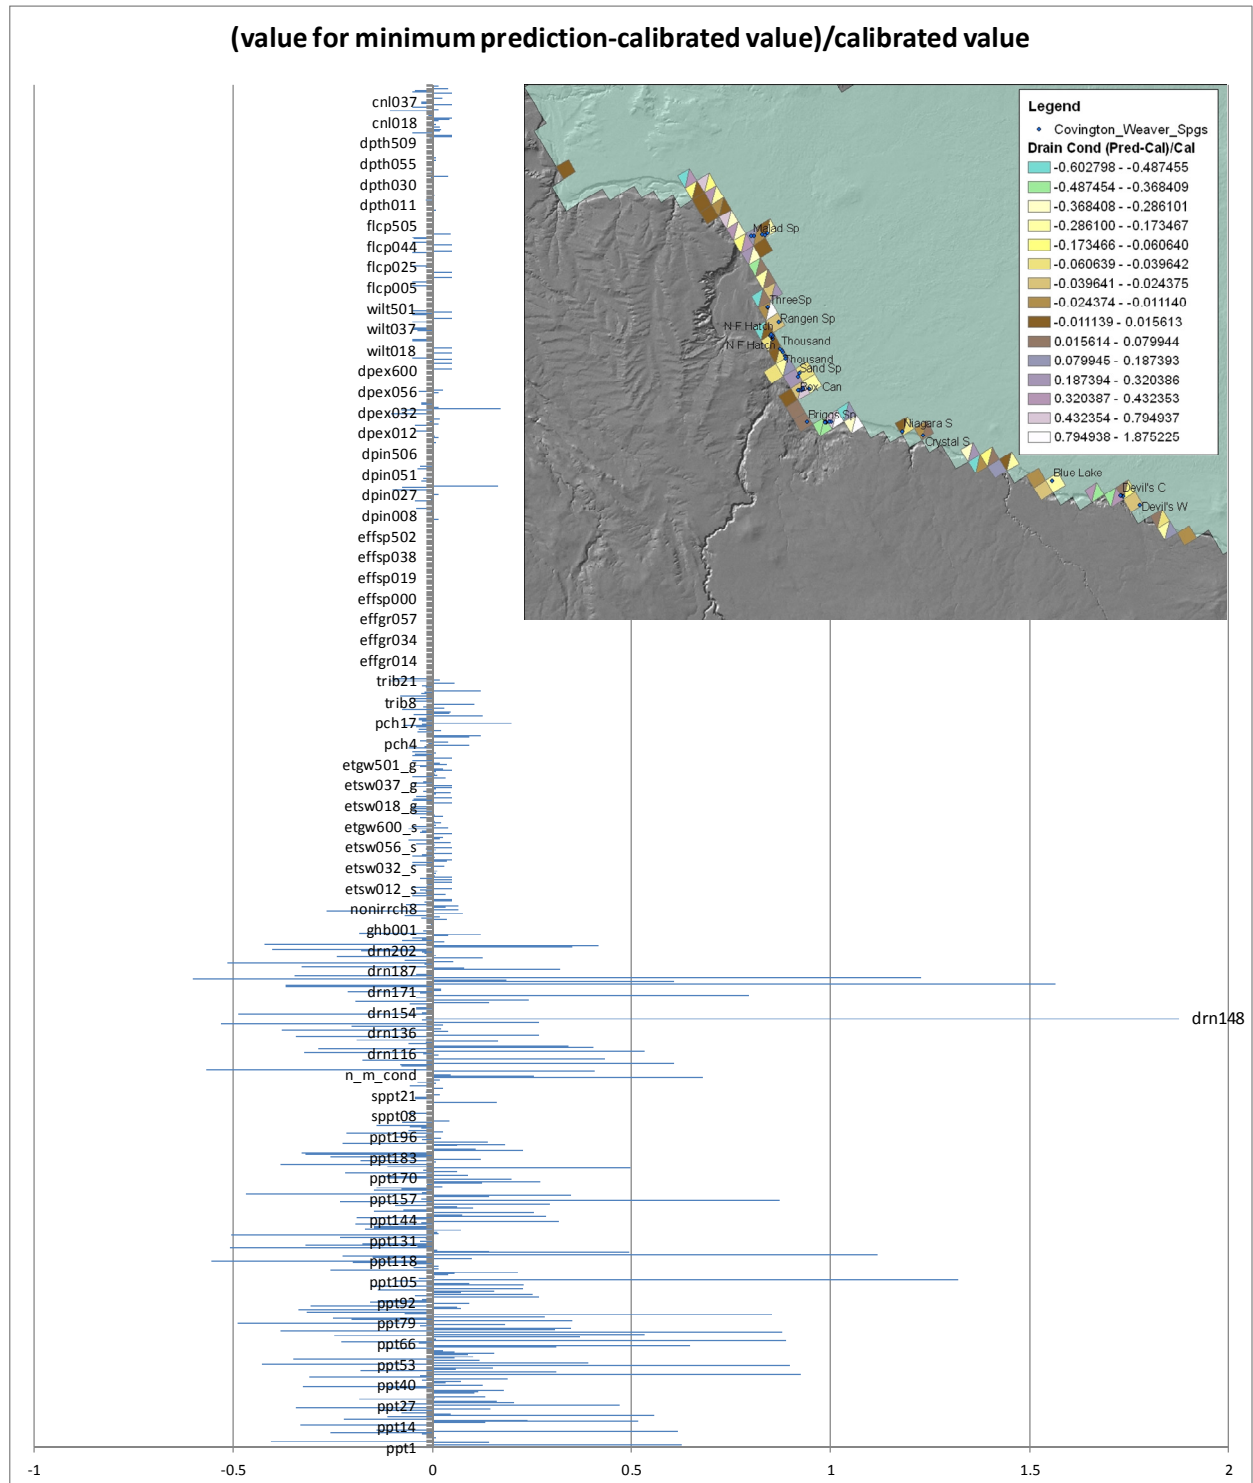 (value for minimum prediction-calibrated value)/calibrated value
cnl037
cnl018
dpth509
dpth055
dpth030
dpth011
flcp505
flcp044
flcp025
flcp005
wilt501
wilt037
wilt018
dpex600
dpex056
dpex032
dpex012
dpin506
dpin051
dpin027
dpin008
effsp502
effsp038
effsp019
effsp000
effgr057
effgr034
effgr014
trib21
trib8
pch17
pch4
etgw501_g
etsw037_g
etsw018_g
etgw600_s
etsw056_s
etsw032_s
etsw012_s
nonirrch8
ghb001
drn202
drn187
drn171
drn154
drn136
drn116
n_m_cond
sppt21
sppt08
ppt196
ppt183
ppt170
ppt157
ppt144
ppt131
ppt118
ppt105
ppt92
ppt79
ppt66
ppt53
ppt40
ppt27
ppt14
ppt1
drn148
-1
-0.5
0
0.5
1
1.5
2
Legend
Covington_Weaver_Spgs
Drain Cond (Pred-Cal)/Cal
-0.602798 - -0.487455
-0.487454 - -0.368409
-0.368408 - -0.286101
-0.286100 - -0.173467
-0.173466 - -0.060640
-0.060639 - -0.039642
-0.039641 - -0.024375
-0.024374 - -0.011140
-0.011139 - 0.015613
0.015614 - 0.079944
0.079945 - 0.187393
0.187394 - 0.320386
0.320387 - 0.432353
0.432354 - 0.794937
0.794938 - 1.875225
Malad Sp
ThreeSp
Rangen Sp
N F Hatch
Thousand
N F Hatch
Thousand
Sand Sp
Box Can
Briggs Sp
Niagara S
Crystal S
Blue Lake
Devil's C
Devil's W